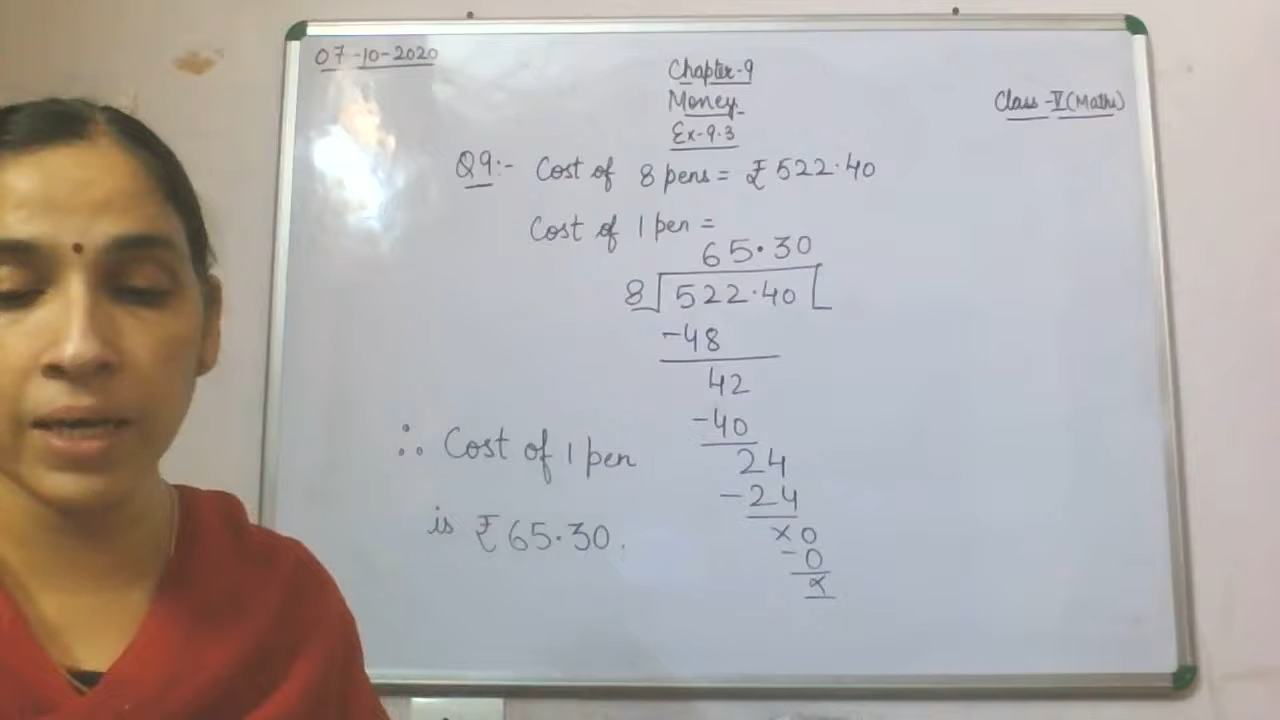 07-10-2020
Chapter-9
Money
Ex-9.3
Class-V(Maths)
Q9:- Cost of 8 pens = ₹522.40
Cost of 1 pen =
65.30
8 522.40
-48
42
-40
24
-24
×0
-0
×
∴ Cost of 1 pen
is ₹65.30.